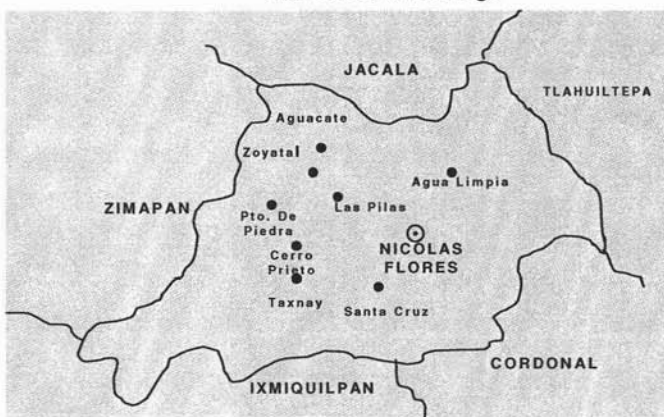 JACALA
TLAHUILTEPA
Aguacate
Zoyatal
Agua Limpia
ZIMAPAN
Las Pilas
Pto. De
Piedra
NICOLAS
FLORES
Cerro
Prieto
Taxnay
Santa Cruz
CORDONAL
IXMIQUILPAN